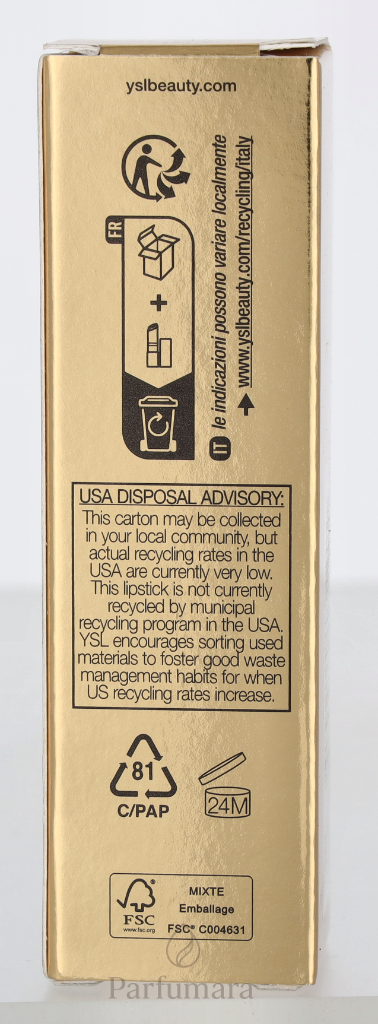 yslbeauty.com
FR
+
IT le indicazioni possono variare localmente
www.yslbeauty.com/recycling/italy
USA DISPOSAL ADVISORY:
This carton may be collected
in your local community, but
actual recycling rates in the
USA are currently very low.
This lipstick is not currently
recycled by municipal
recycling program in the USA.
YSL encourages sorting used
materials to foster good waste
management habits for when
US recycling rates increase.
81
C/PAP
24M
FSC
www.fsc.org
MIXTE
Emballage
FSC® C004631
Parfumara